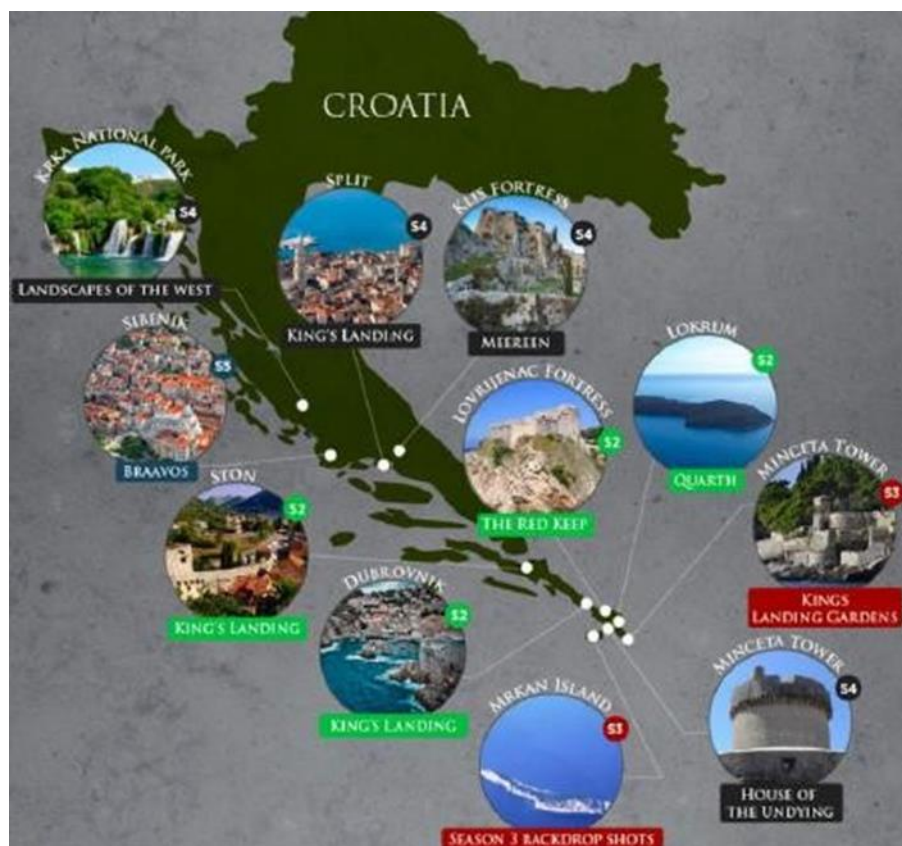 CROATIA
KRKA NATIONAL PARK
S4
LANDSCAPES OF THE WEST
SPLIT
S4
KING'S LANDING
KLIS FORTRESS
S4
MEEREEN
SIBENIK
S5
BRAAVOS
LOVRIJENAC FORTRESS
S2
THE RED KEEP
LOKRUM
S2
QUARTH
MINCETA TOWER
S3
KING'S
LANDING GARDENS
STON
S2
KING'S LANDING
DUBROVNIK
S2
KING'S LANDING
MRKAN ISLAND
S3
SEASON 3 BACKDROP SHOTS
MINCETA TOWER
S4
HOUSE OF
THE UNDYING